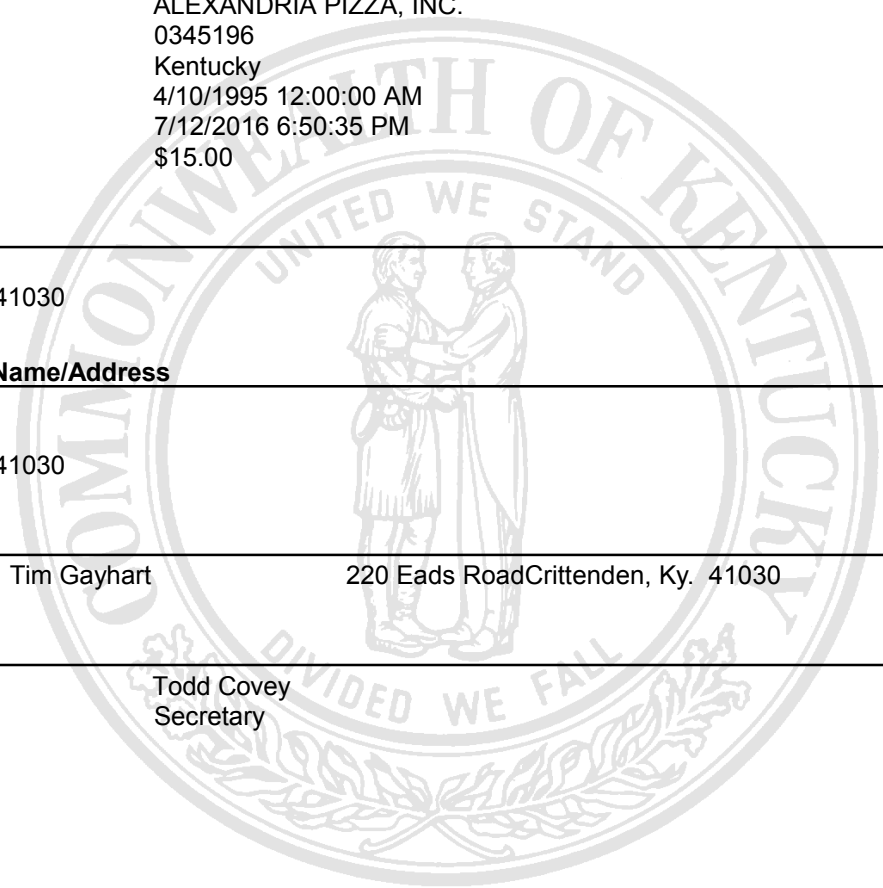 ALEXANDRIA PIZZA, INC.
0345196
Kentucky
4/10/1995 12:00:00 AM
7/12/2016 6:50:35 PM
$15.00
41030
Name/Address
41030
Tim Gayhart 220 Eads RoadCrittenden, Ky. 41030
Todd Covey
Secretary
COMMONWEALTH OF KENTUCKY
UNITED WE STAND
DIVIDED WE FALL